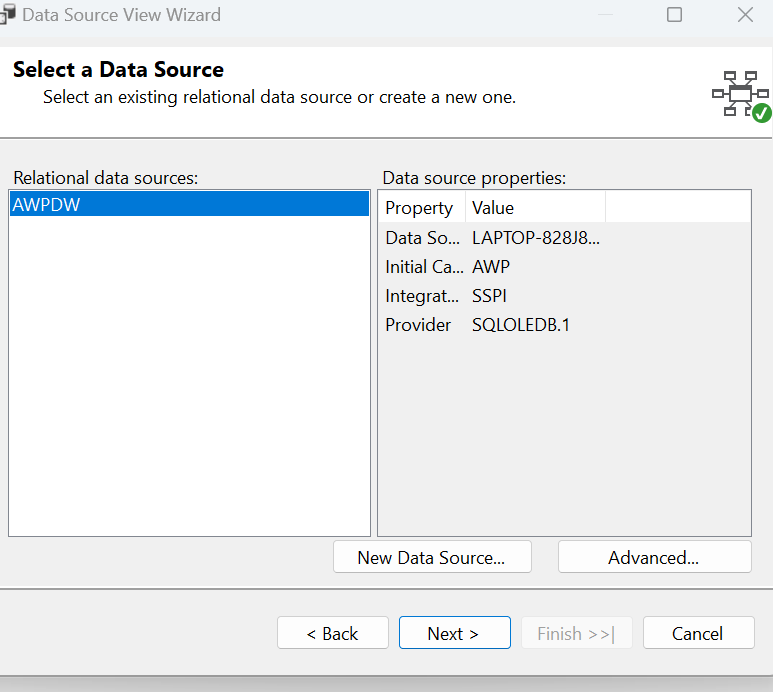 Data Source View Wizard
Select a Data Source
Select an existing relational data source or create a new one.
Relational data sources:
AWPDW
Data source properties:
Property Value
Data So... LAPTOP-828J8...
Initial Ca... AWP
Integrat... SSPI
Provider SQLOLEDB.1
New Data Source... Advanced...
< Back Next > Finish >>| Cancel